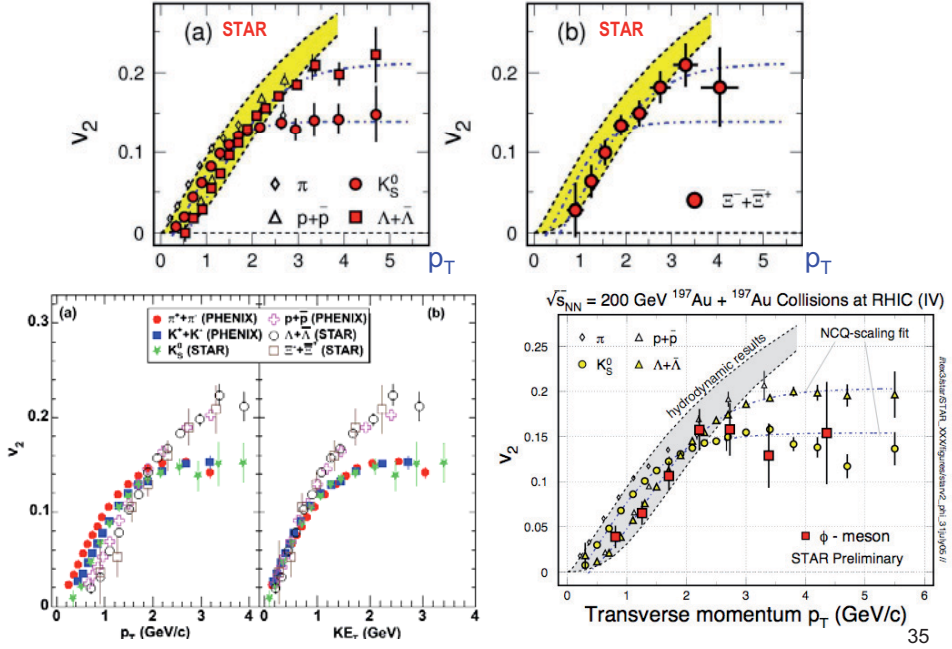 (a) STAR
v2
0.2
0.1
0
π K⁰S
p+p̄ Λ+Λ̄
0 1 2 3 4 5
pT
(b) STAR
v2
0.2
0.1
0
Ξ⁻+Ξ̄⁺
0 1 2 3 4 5
pT
(a)
(b)
π⁺+π⁻ (PHENIX) p+p̄ (PHENIX)
K⁺+K⁻ (PHENIX) Λ+Λ̄ (STAR)
K⁰S (STAR) Ξ⁻+Ξ̄⁺ (STAR)
v2
0.3
0.2
0.1
0
0 1 2 3 4
pT (GeV/c)
0 1 2 3 4
KET (GeV)
√sNN = 200 GeV ¹⁹⁷Au + ¹⁹⁷Au Collisions at RHIC (IV)
π p+p̄
K⁰S Λ+Λ̄
hydrodynamic results
NCQ-scaling fit
v2
0.25
0.2
0.15
0.1
0.05
0
ϕ - meson
STAR Preliminary
0 1 2 3 4 5 6
Transverse momentum pT (GeV/c)
35